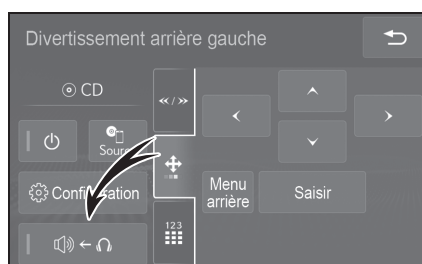 Divertissement arrière gauche
CD
Source
Configuration
Menu
arrière
Saisir
123